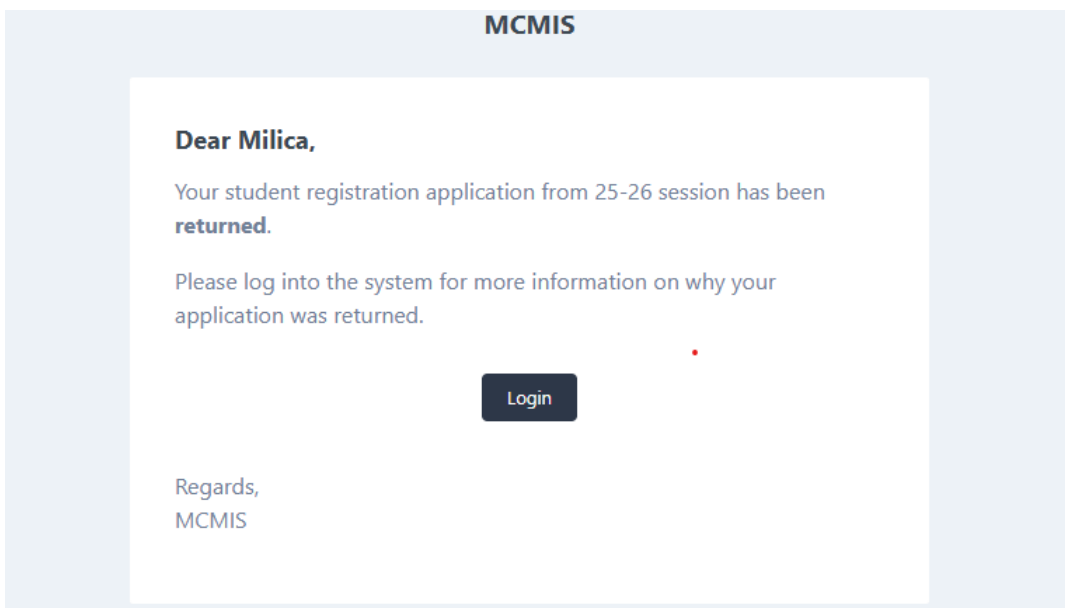 MCMIS
Dear Milica,
Your student registration application from 25-26 session has been
returned.
Please log into the system for more information on why your
application was returned.
Login
Regards,
MCMIS